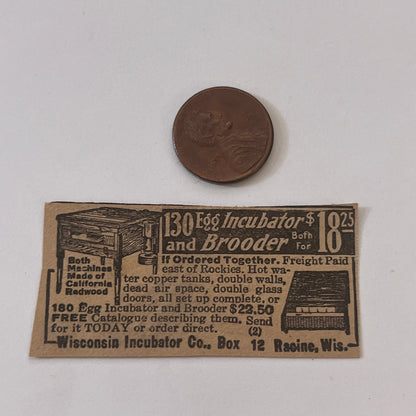 130 Egg Incubator $18.25
and Brooder Both For
If Ordered Together. Freight Paid
east of Rockies. Hot wa-
ter copper tanks, double walls,
dead air space, double glass
doors, all set up complete, or
Both
Machines
Made of
California
Redwood
180 Egg Incubator and Brooder $22.50
FREE Catalogue describing them. Send
for it TODAY or order direct. (2)
Wisconsin Incubator Co., Box 12 Racine, Wis.